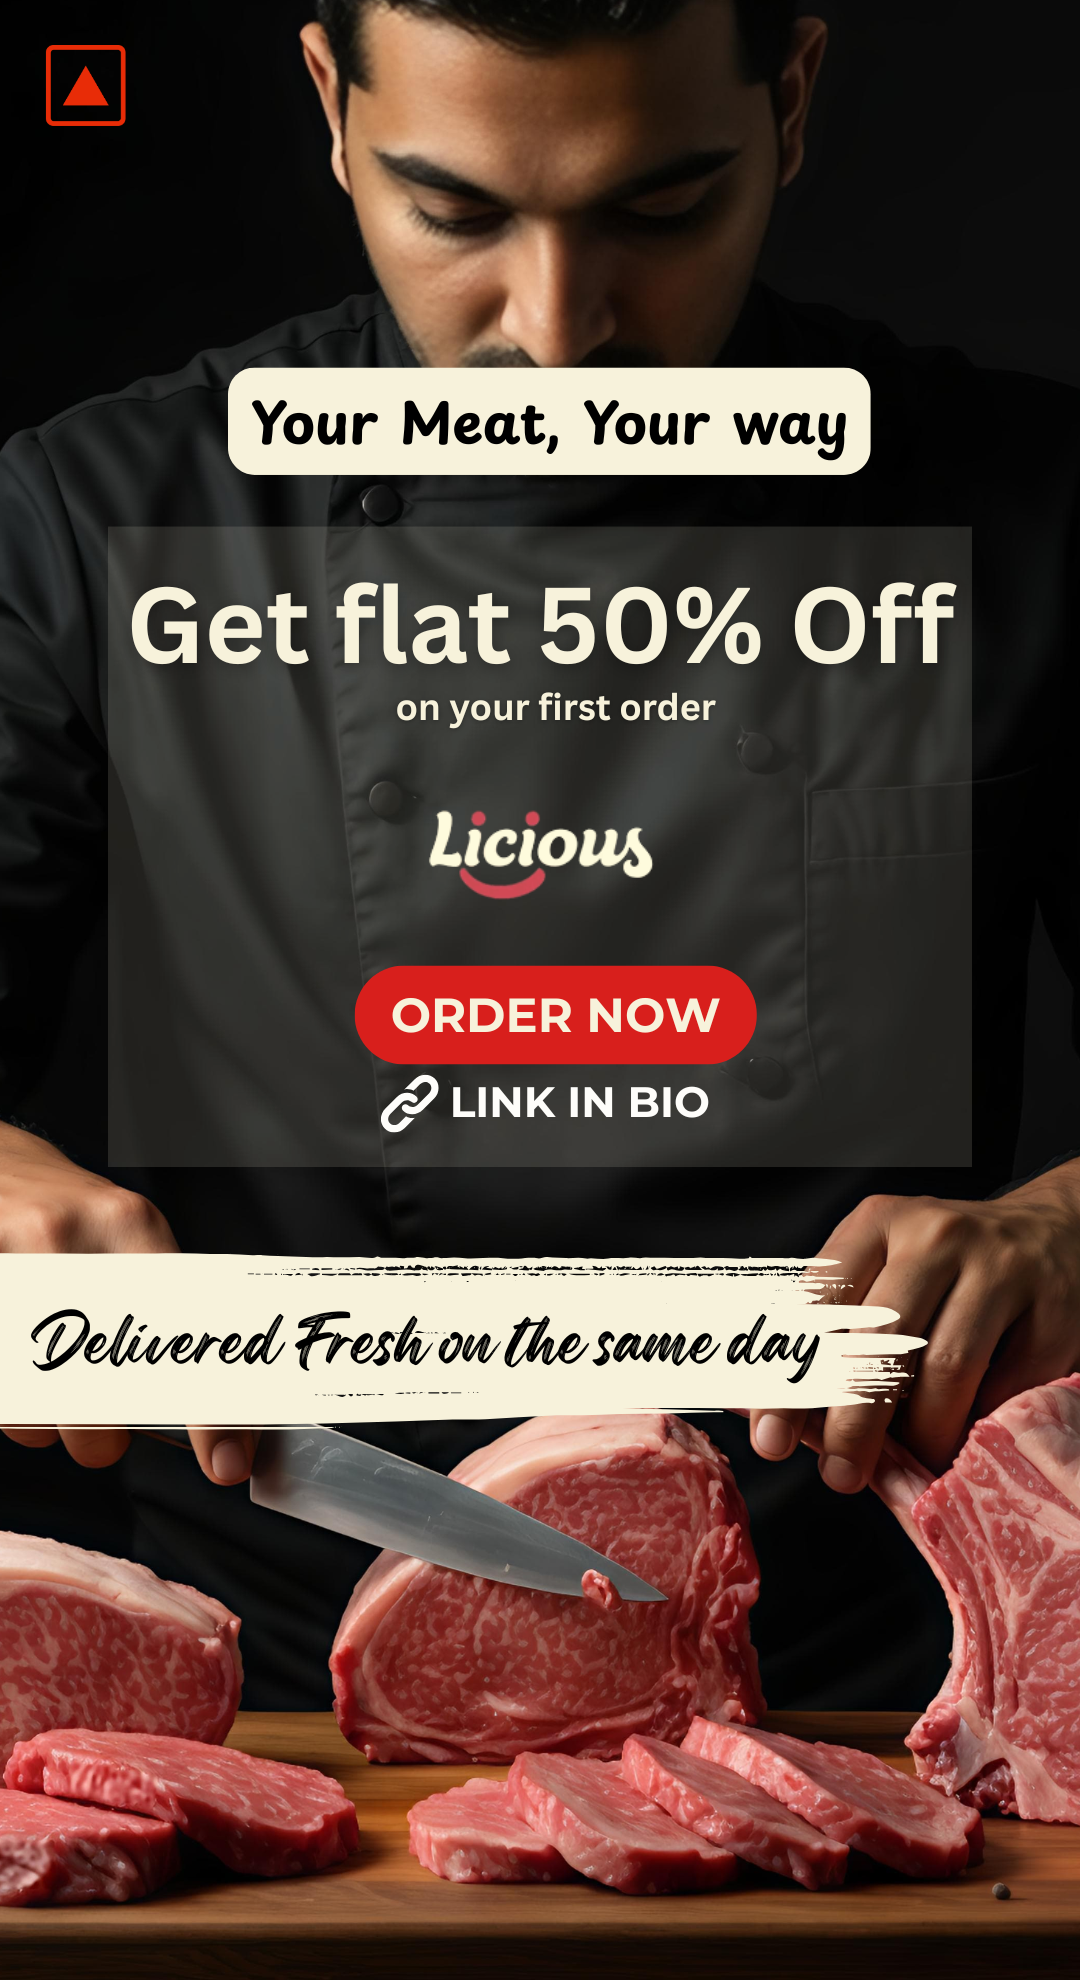 Your Meat, Your way
Get flat 50% Off
on your first order
Licious
ORDER NOW
LINK IN BIO
Delivered Fresh on the same day